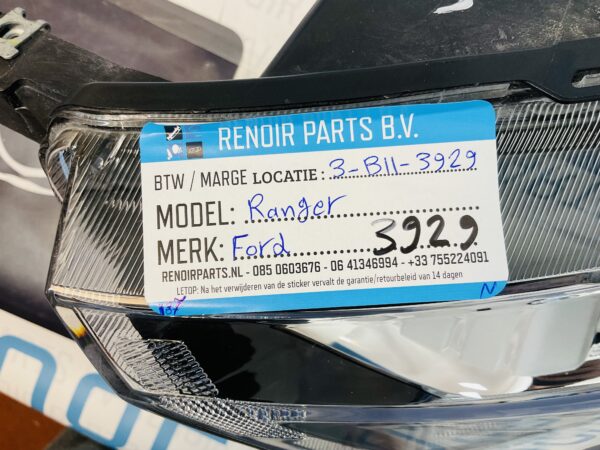 RENOIR PARTS B.V.
BTW / MARGE LOCATIE : 3-B11-3929
MODEL: Ranger
MERK: Ford 3929
RENOIRPARTS.NL - 085 0603676 - 06 41346994 - +33 755224091
LETOP: Na het verwijderen van de sticker vervalt de garantie/retourbeleid van 14 dagen
N